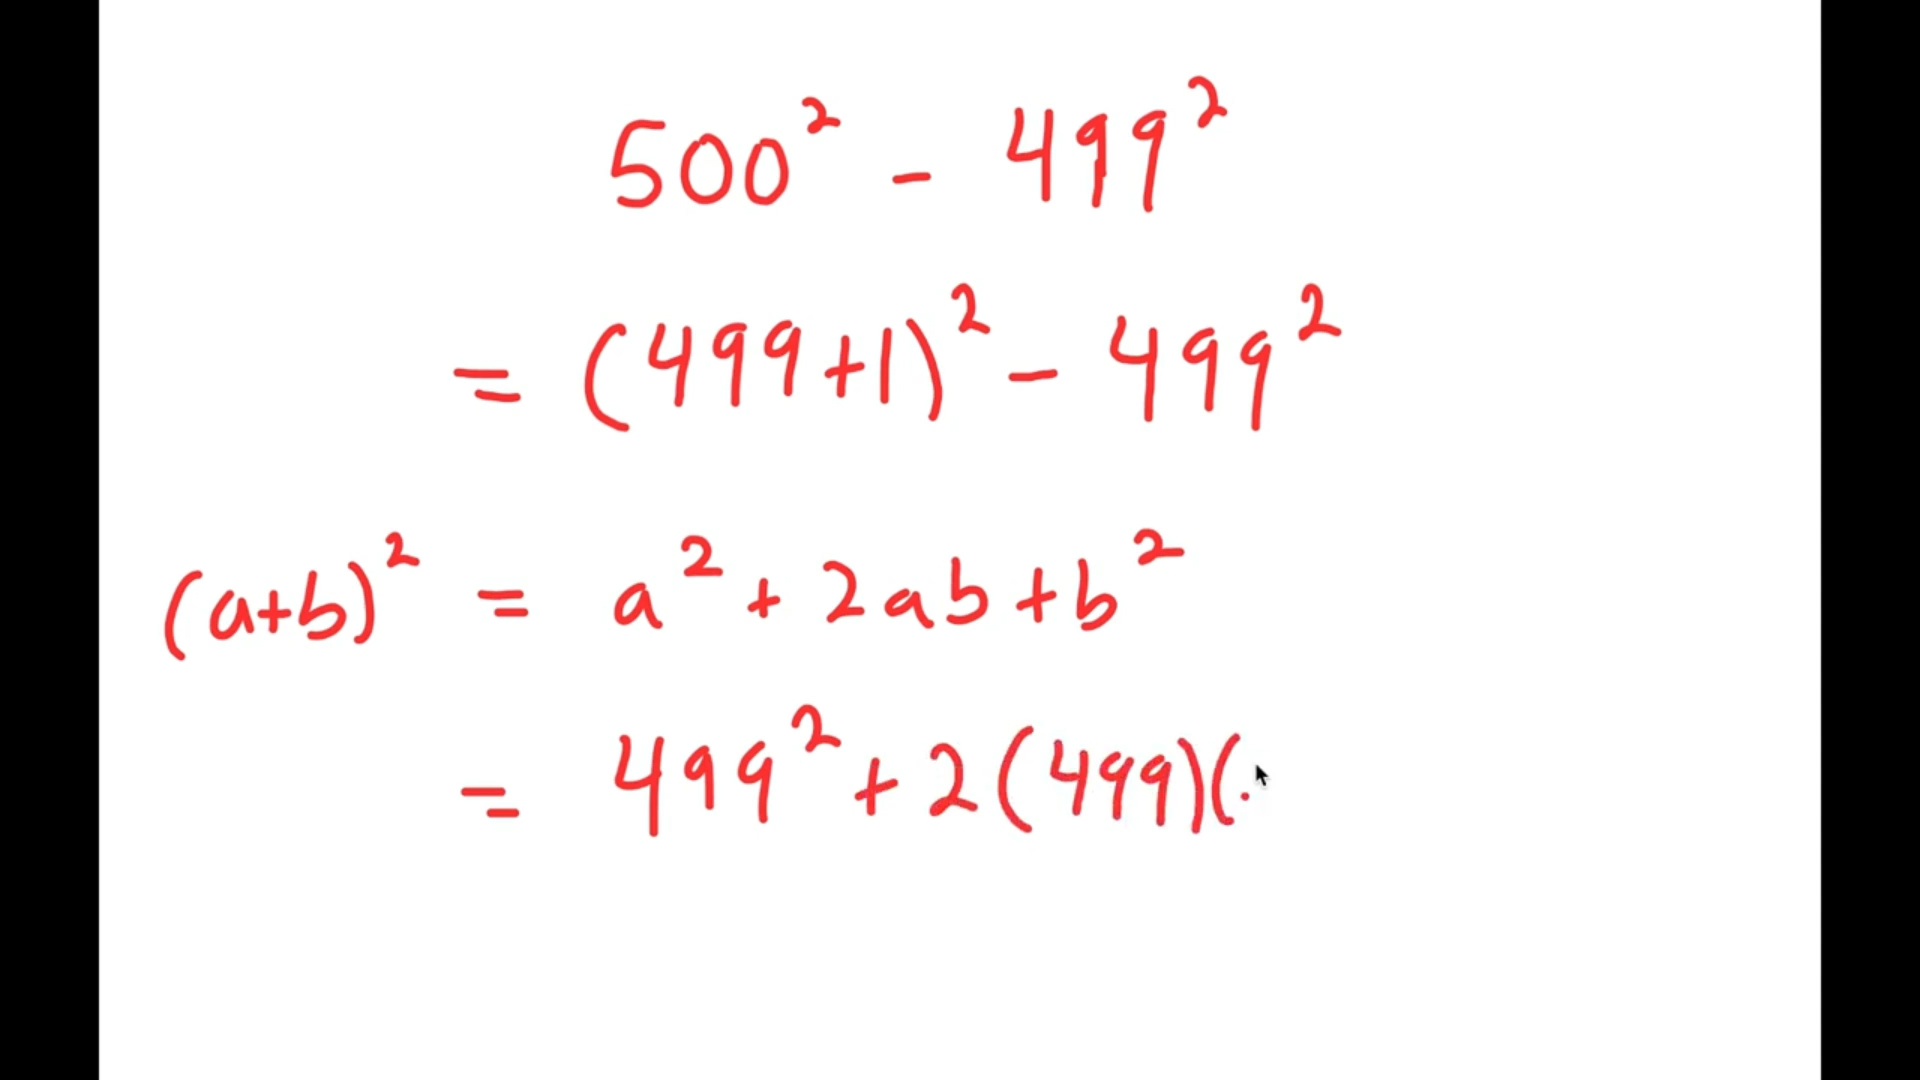 500² - 499²
= (499+1)² - 499²
(a+b)² = a² + 2ab + b²
= 499² + 2(499)(